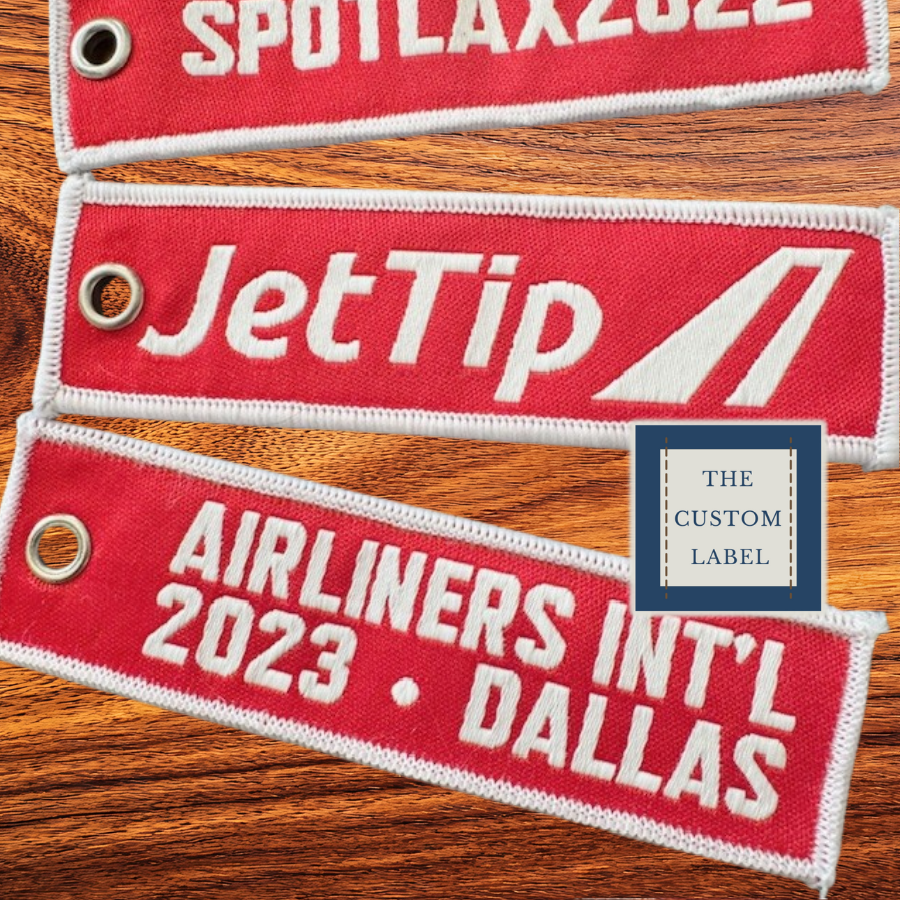 SPOTLAX2022
JetTip
THE
CUSTOM
LABEL
AIRLINERS INT'L
2023 • DALLAS